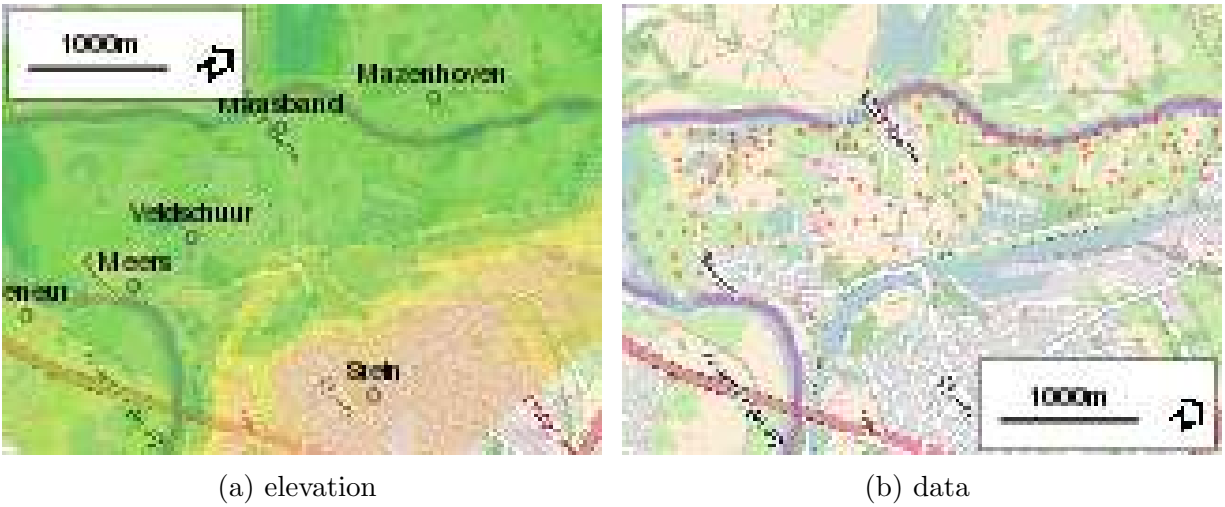 1000m
Mazenhoven
Maasband
Veldschuur
Meers
Stein
1000m
(a) elevation
(b) data